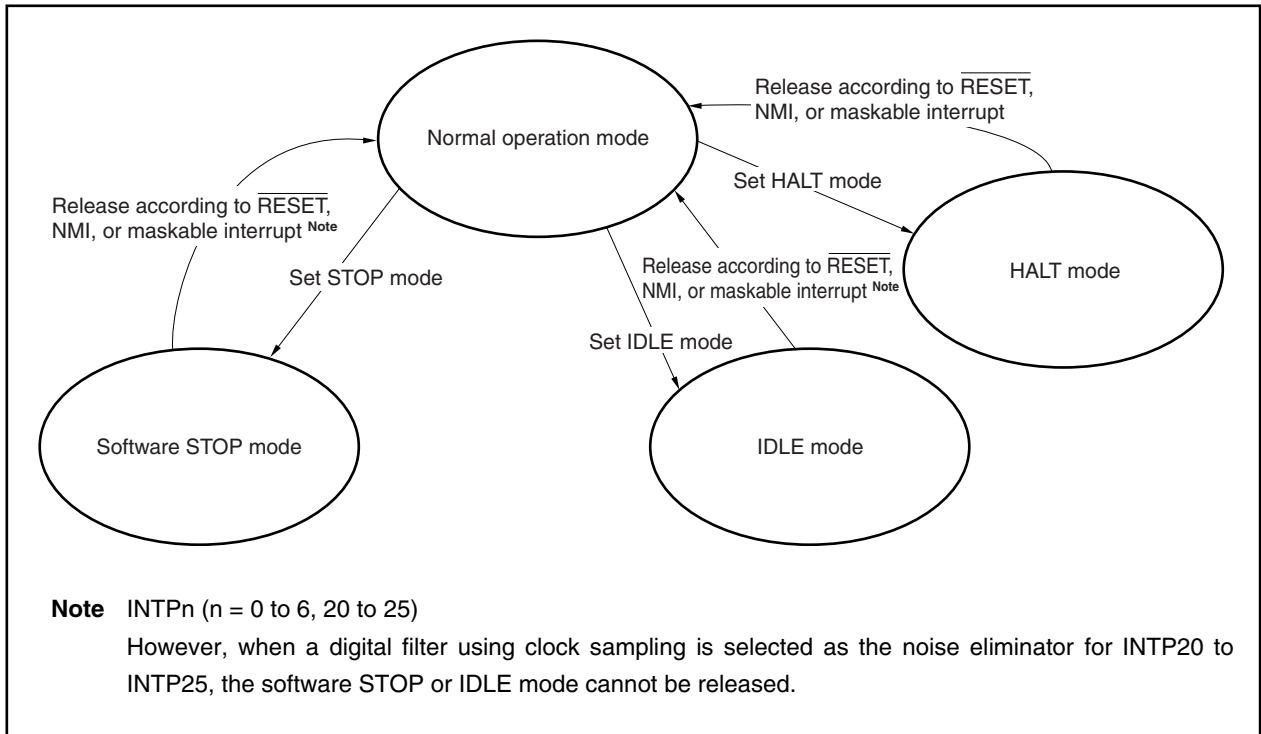 Release according to RESET,
NMI, or maskable interrupt
Normal operation mode
Set HALT mode
Release according to RESET,
NMI, or maskable interrupt Note
Release according to RESET,
NMI, or maskable interrupt Note
HALT mode
Set STOP mode
Set IDLE mode
Software STOP mode
IDLE mode
Note INTPn (n = 0 to 6, 20 to 25)
However, when a digital filter using clock sampling is selected as the noise eliminator for INTP20 to
INTP25, the software STOP or IDLE mode cannot be released.